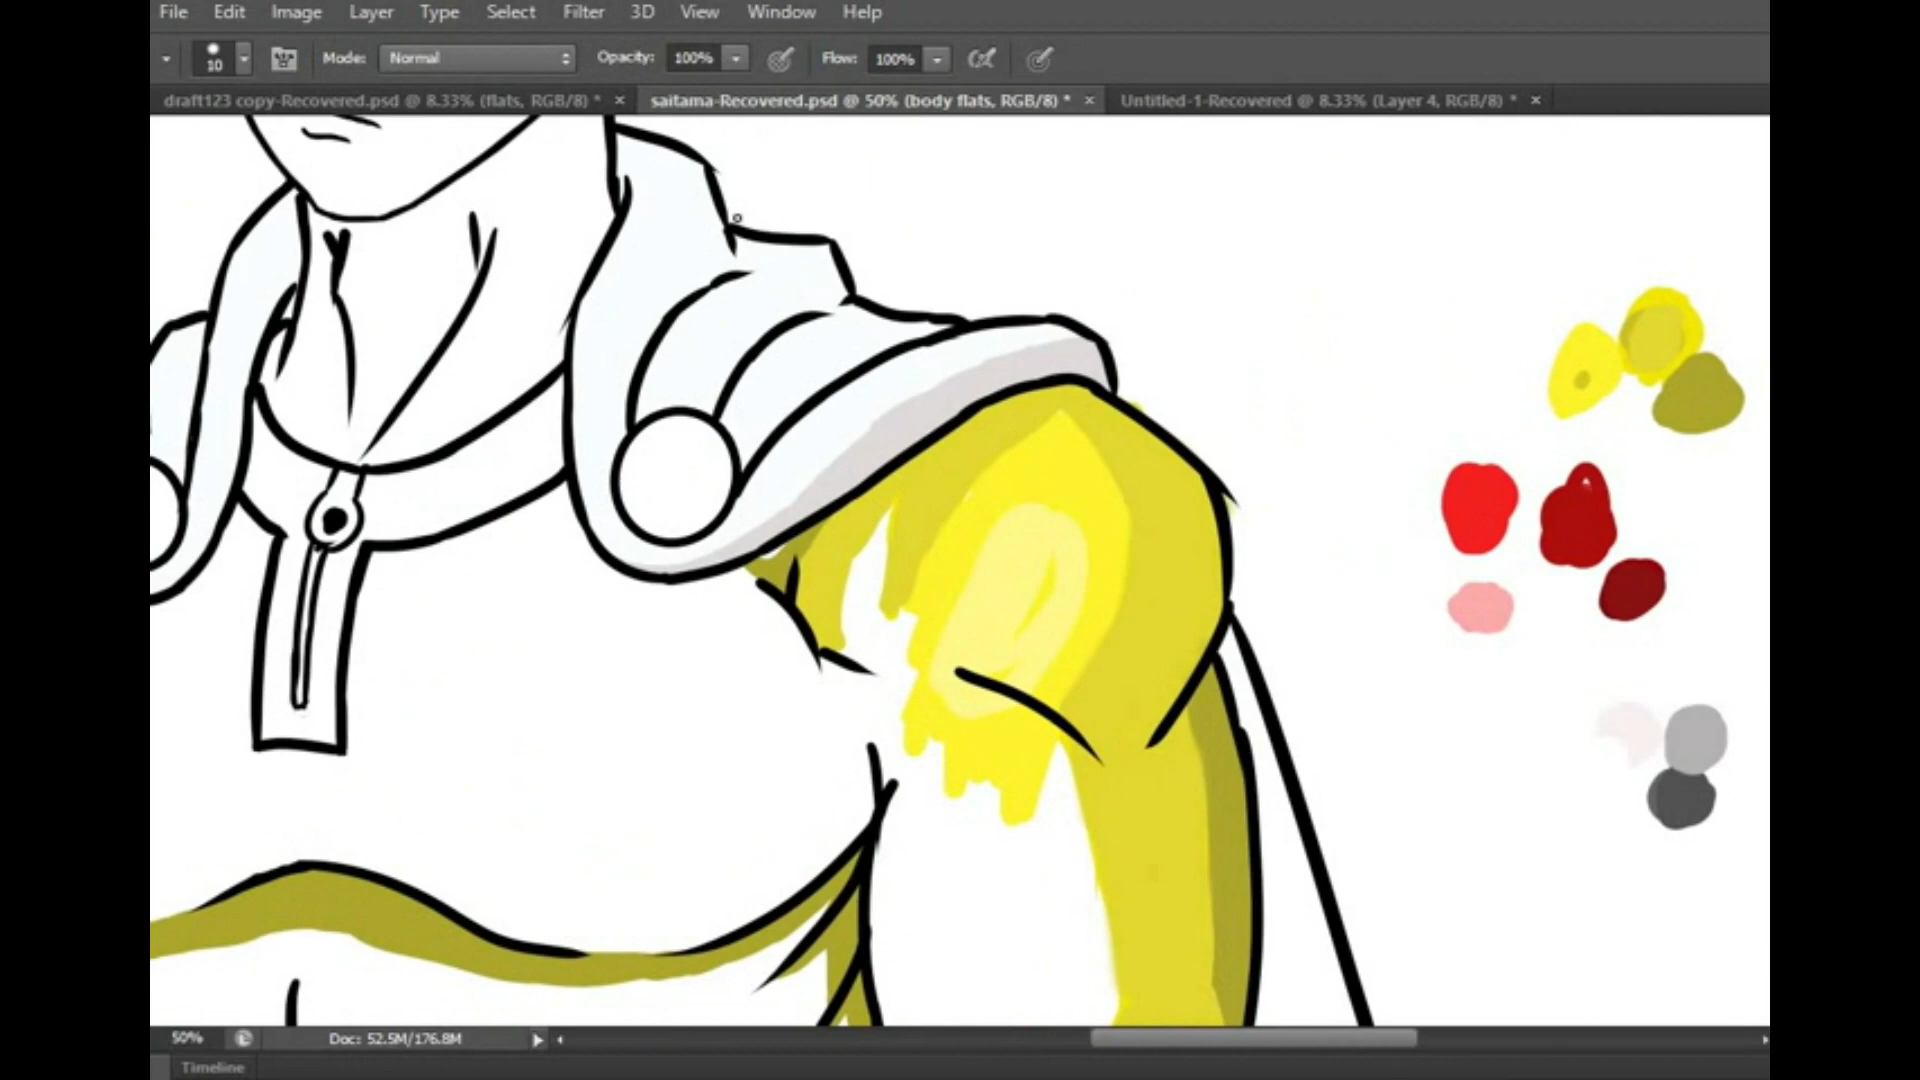 File Edit Image Layer Type Select Filter 3D View Window Help
10 Mode: Normal Opacity: 100% Flow: 100%
draft123 copy-Recovered.psd @ 8.33% (flats, RGB/8) * × saitama-Recovered.psd @ 50% (body flats, RGB/8) * × Untitled-1-Recovered @ 8.33% (Layer 4, RGB/8) * ×
50% Doc: 52.5M/176.8M
Timeline